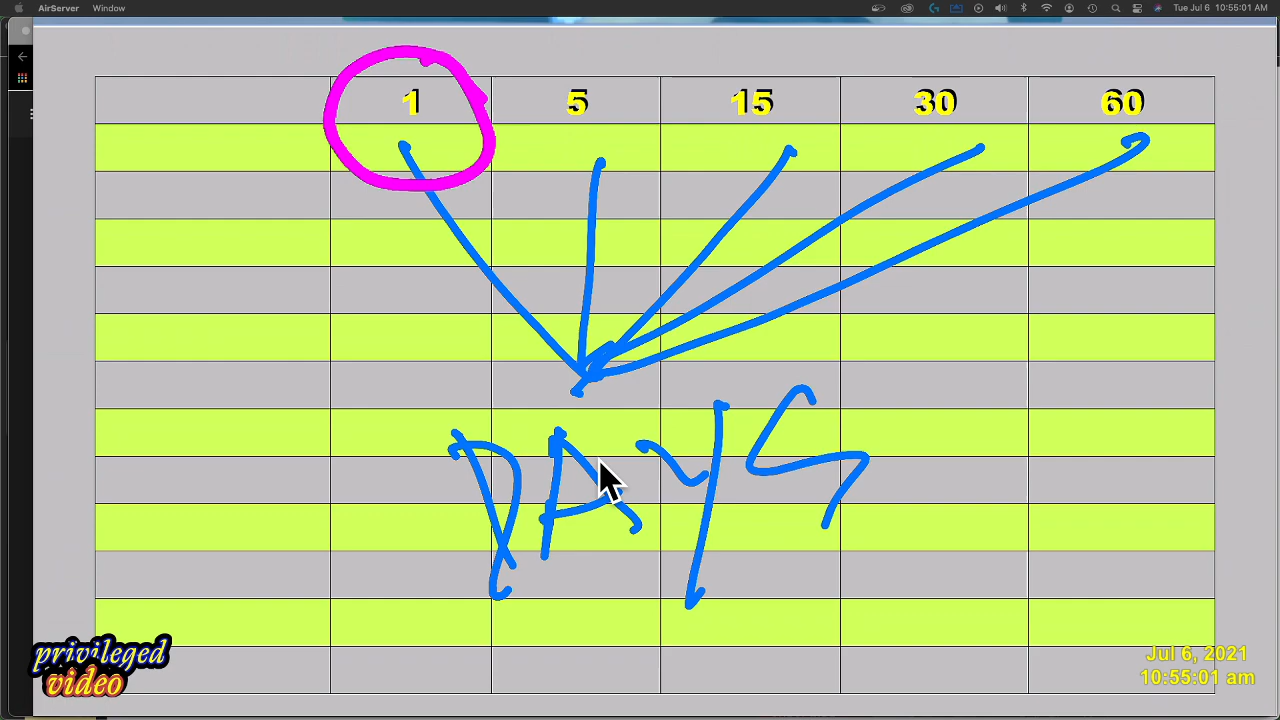 AirServer Window Tue Jul 6 10:55:01 AM
1 5 15 30 60
DAYS
privileged
video
Jul 6, 2021
10:55:01 am